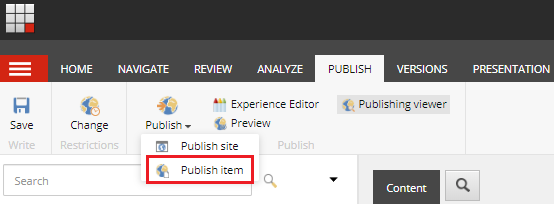 HOME NAVIGATE REVIEW ANALYZE PUBLISH VERSIONS PRESENTATION
Save
Write
Change
Restrictions
Publish
Experience Editor
Preview
Publishing viewer
Publish
Publish site
Publish item
Search
Content